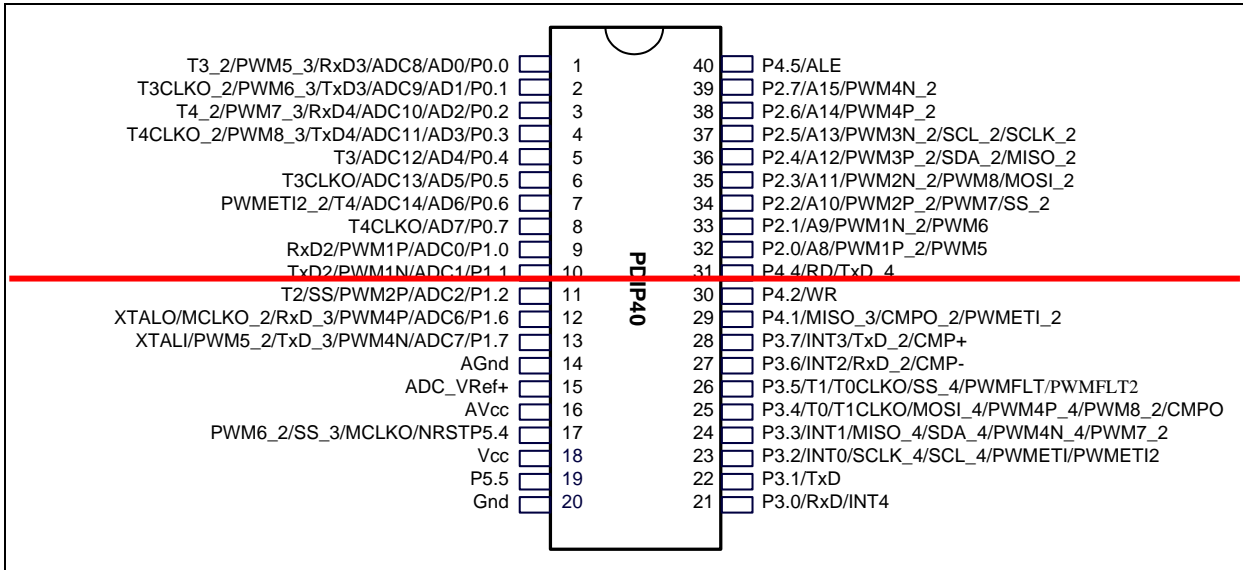 T3_2/PWM5_3/RxD3/ADC8/AD0/P0.0 1 40 P4.5/ALE
T3CLKO_2/PWM6_3/TxD3/ADC9/AD1/P0.1 2 39 P2.7/A15/PWM4N_2
T4_2/PWM7_3/RxD4/ADC10/AD2/P0.2 3 38 P2.6/A14/PWM4P_2
T4CLKO_2/PWM8_3/TxD4/ADC11/AD3/P0.3 4 37 P2.5/A13/PWM3N_2/SCL_2/SCLK_2
T3/ADC12/AD4/P0.4 5 36 P2.4/A12/PWM3P_2/SDA_2/MISO_2
T3CLKO/ADC13/AD5/P0.5 6 35 P2.3/A11/PWM2N_2/PWM8/MOSI_2
PWMETI2_2/T4/ADC14/AD6/P0.6 7 34 P2.2/A10/PWM2P_2/PWM7/SS_2
T4CLKO/AD7/P0.7 8 33 P2.1/A9/PWM1N_2/PWM6
RxD2/PWM1P/ADC0/P1.0 9 32 P2.0/A8/PWM1P_2/PWM5
TxD2/PWM1N/ADC1/P1.1 10 31 P4.4/RD/TxD_4
PDIP40
T2/SS/PWM2P/ADC2/P1.2 11 30 P4.2/WR
XTALO/MCLKO_2/RxD_3/PWM4P/ADC6/P1.6 12 29 P4.1/MISO_3/CMPO_2/PWMETI_2
XTALI/PWM5_2/TxD_3/PWM4N/ADC7/P1.7 13 28 P3.7/INT3/TxD_2/CMP+
AGnd 14 27 P3.6/INT2/RxD_2/CMP-
ADC_VRef+ 15 26 P3.5/T1/T0CLKO/SS_4/PWMFLT/PWMFLT2
AVcc 16 25 P3.4/T0/T1CLKO/MOSI_4/PWM4P_4/PWM8_2/CMPO
PWM6_2/SS_3/MCLKO/NRSTP5.4 17 24 P3.3/INT1/MISO_4/SDA_4/PWM4N_4/PWM7_2
Vcc 18 23 P3.2/INT0/SCLK_4/SCL_4/PWMETI/PWMETI2
P5.5 19 22 P3.1/TxD
Gnd 20 21 P3.0/RxD/INT4